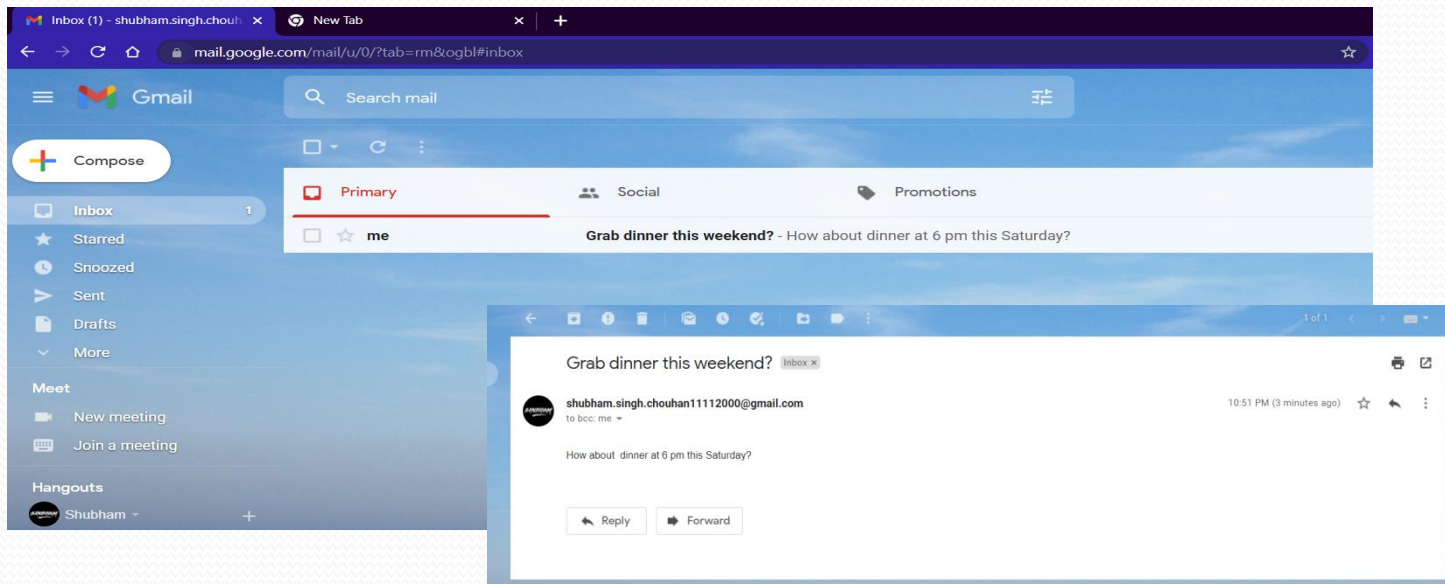 Inbox (1) - shubham.singh.chouh
New Tab
mail.google.com/mail/u/0/?tab=rm&ogbl#inbox
Gmail
Search mail
Compose
Primary
Social
Promotions
Inbox 1
me Grab dinner this weekend? - How about dinner at 6 pm this Saturday?
Starred
Snoozed
Sent
Drafts
More
Meet
New meeting
Join a meeting
Hangouts
Shubham
1 of 1
Grab dinner this weekend? Inbox x
shubham.singh.chouhan11112000@gmail.com 10:51 PM (3 minutes ago)
to bcc: me
How about dinner at 6 pm this Saturday?
Reply Forward